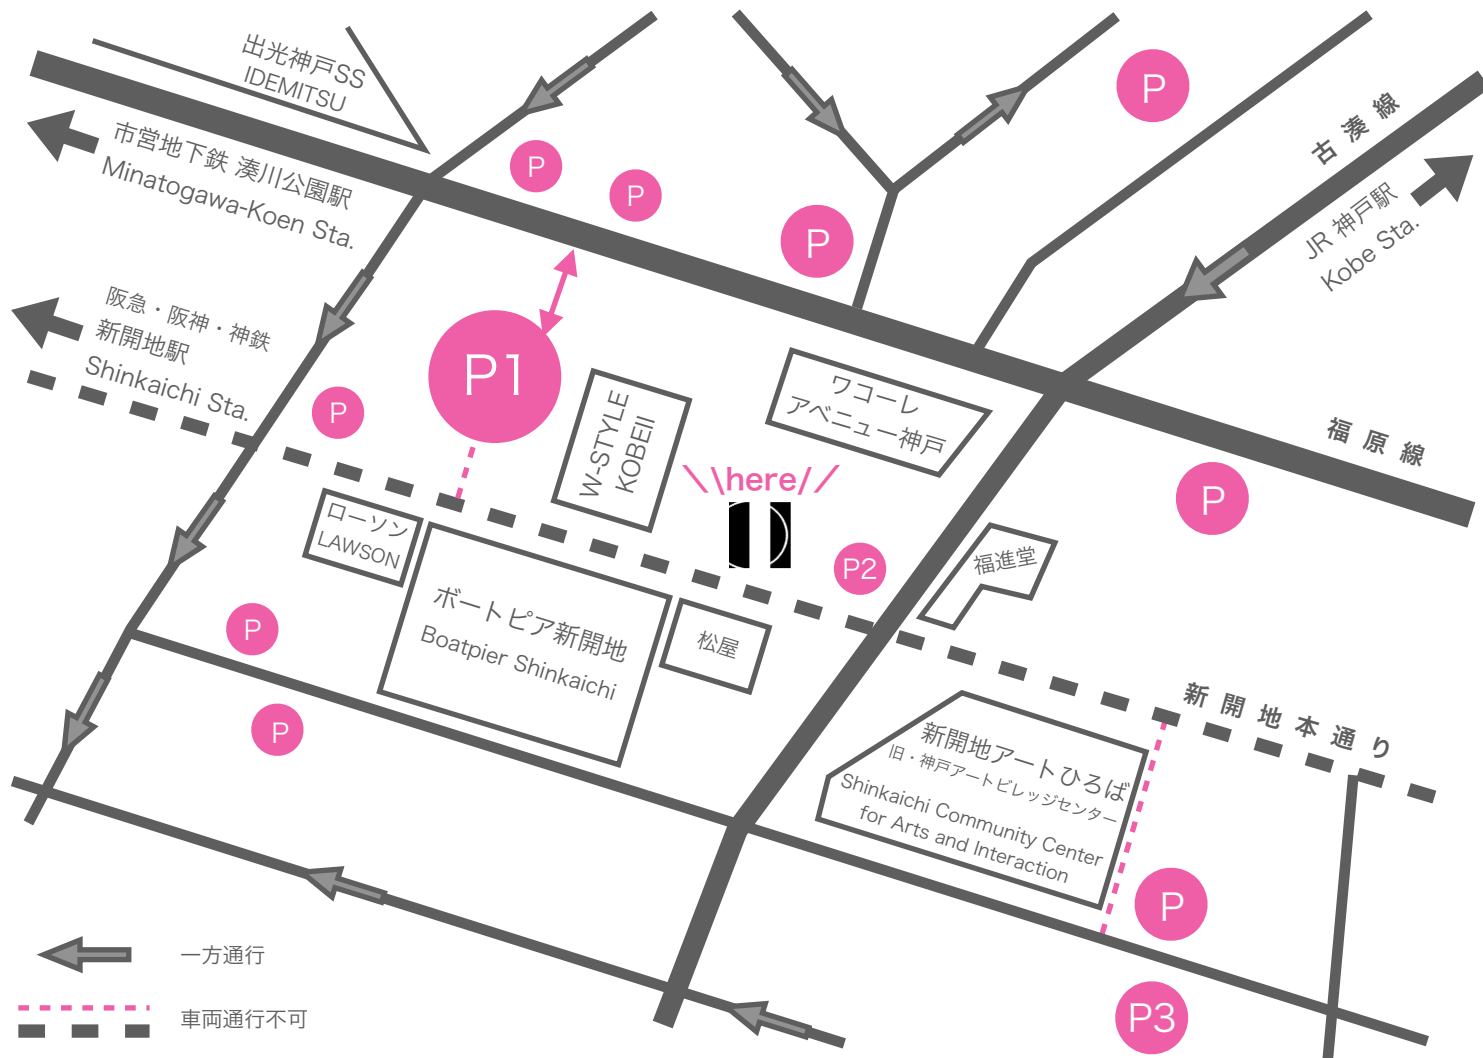 出光神戸SS
IDEMITSU
市営地下鉄 湊川公園駅
Minatogawa-Koen Sta.
阪急・阪神・神鉄
新開地駅
Shinkaichi Sta.
古湊線
JR 神戸駅
Kobe Sta.
福原線
新開地本通り
P
P
P
P
P1
P
P
P2
P
P
P
P3
W-STYLE
KOBEII
ワコーレ
アベニュー神戸
\\here//
ローソン
LAWSON
ボートピア新開地
Boatpier Shinkaichi
松屋
福進堂
新開地アートひろば
旧・神戸アートビレッジセンター
Shinkaichi Community Center
for Arts and Interaction
一方通行
車両通行不可